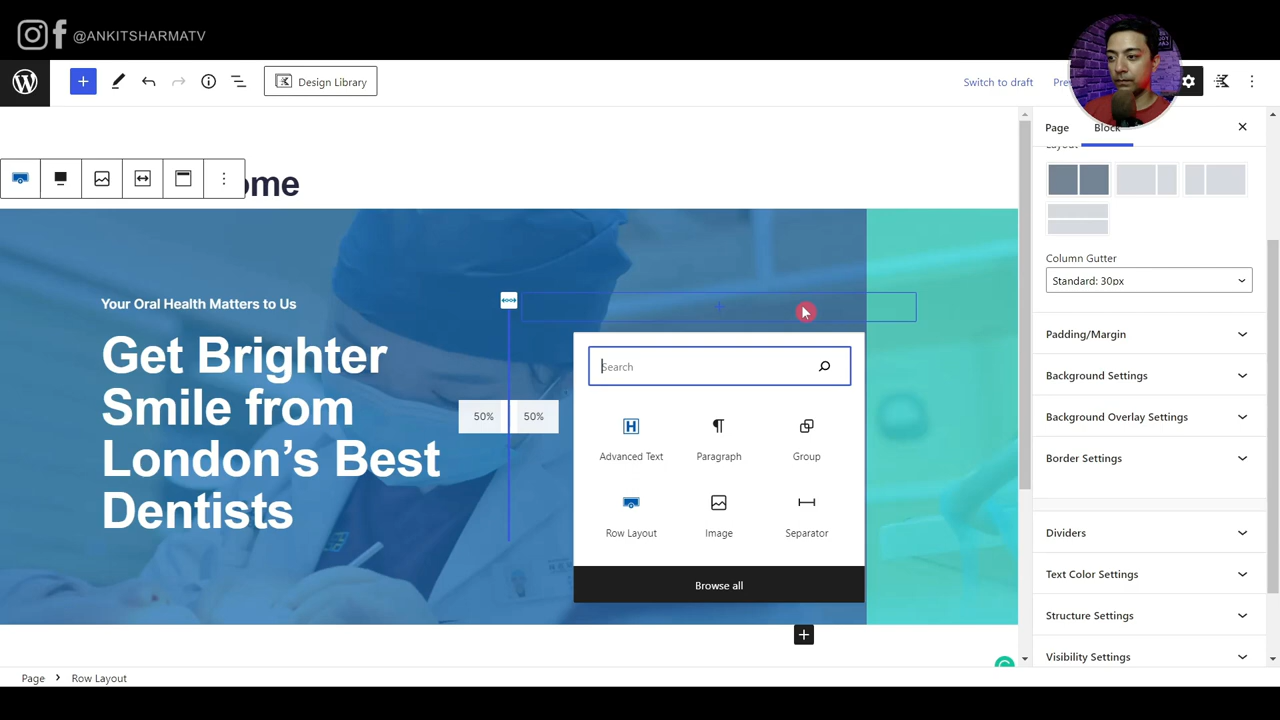 @ANKITSHARMATV
Design Library
Switch to draft
Page
Block
ome
Your Oral Health Matters to Us
Get Brighter
Smile from
London’s Best
Dentists
50%
50%
Search
Advanced Text
Paragraph
Group
Row Layout
Image
Separator
Browse all
Layout
Column Gutter
Standard: 30px
Padding/Margin
Background Settings
Background Overlay Settings
Border Settings
Dividers
Text Color Settings
Structure Settings
Visibility Settings
Page
Row Layout